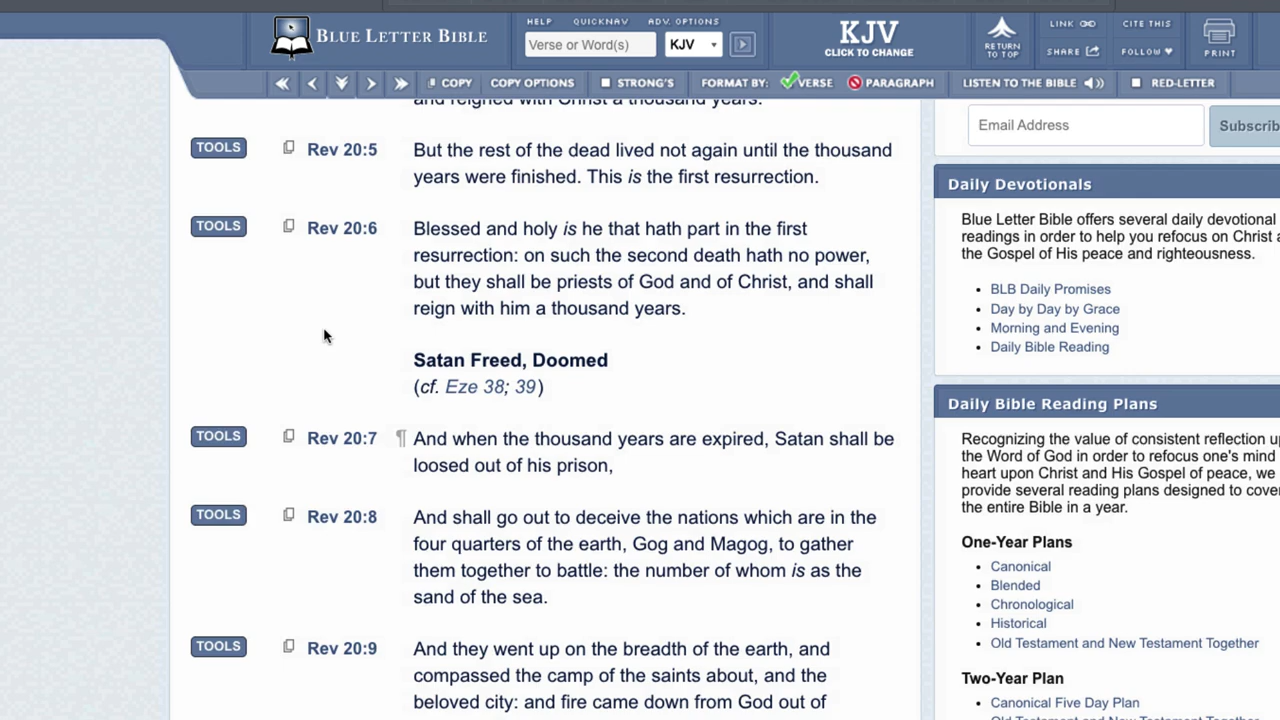 BLUE LETTER BIBLE
HELP QUICKNAV ADV. OPTIONS
Verse or Word(s) KJV
KJV
CLICK TO CHANGE
RETURN
TO TOP
LINK
CITE THIS
SHARE
FOLLOW
PRINT
COPY COPY OPTIONS STRONG'S FORMAT BY: VERSE PARAGRAPH LISTEN TO THE BIBLE RED-LETTER
and reigned with Christ a thousand years.
TOOLS Rev 20:5 But the rest of the dead lived not again until the thousand
years were finished. This is the first resurrection.
TOOLS Rev 20:6 Blessed and holy is he that hath part in the first
resurrection: on such the second death hath no power,
but they shall be priests of God and of Christ, and shall
reign with him a thousand years.
Satan Freed, Doomed
(cf. Eze 38; 39)
TOOLS Rev 20:7 ¶ And when the thousand years are expired, Satan shall be
loosed out of his prison,
TOOLS Rev 20:8 And shall go out to deceive the nations which are in the
four quarters of the earth, Gog and Magog, to gather
them together to battle: the number of whom is as the
sand of the sea.
TOOLS Rev 20:9 And they went up on the breadth of the earth, and
compassed the camp of the saints about, and the
beloved city: and fire came down from God out of
Email Address Subscrib
Daily Devotionals
Blue Letter Bible offers several daily devotional
readings in order to help you refocus on Christ a
the Gospel of His peace and righteousness.
• BLB Daily Promises
• Day by Day by Grace
• Morning and Evening
• Daily Bible Reading
Daily Bible Reading Plans
Recognizing the value of consistent reflection u
the Word of God in order to refocus one's mind
heart upon Christ and His Gospel of peace, we
provide several reading plans designed to cove
the entire Bible in a year.
One-Year Plans
• Canonical
• Blended
• Chronological
• Historical
• Old Testament and New Testament Together
Two-Year Plan
• Canonical Five Day Plan